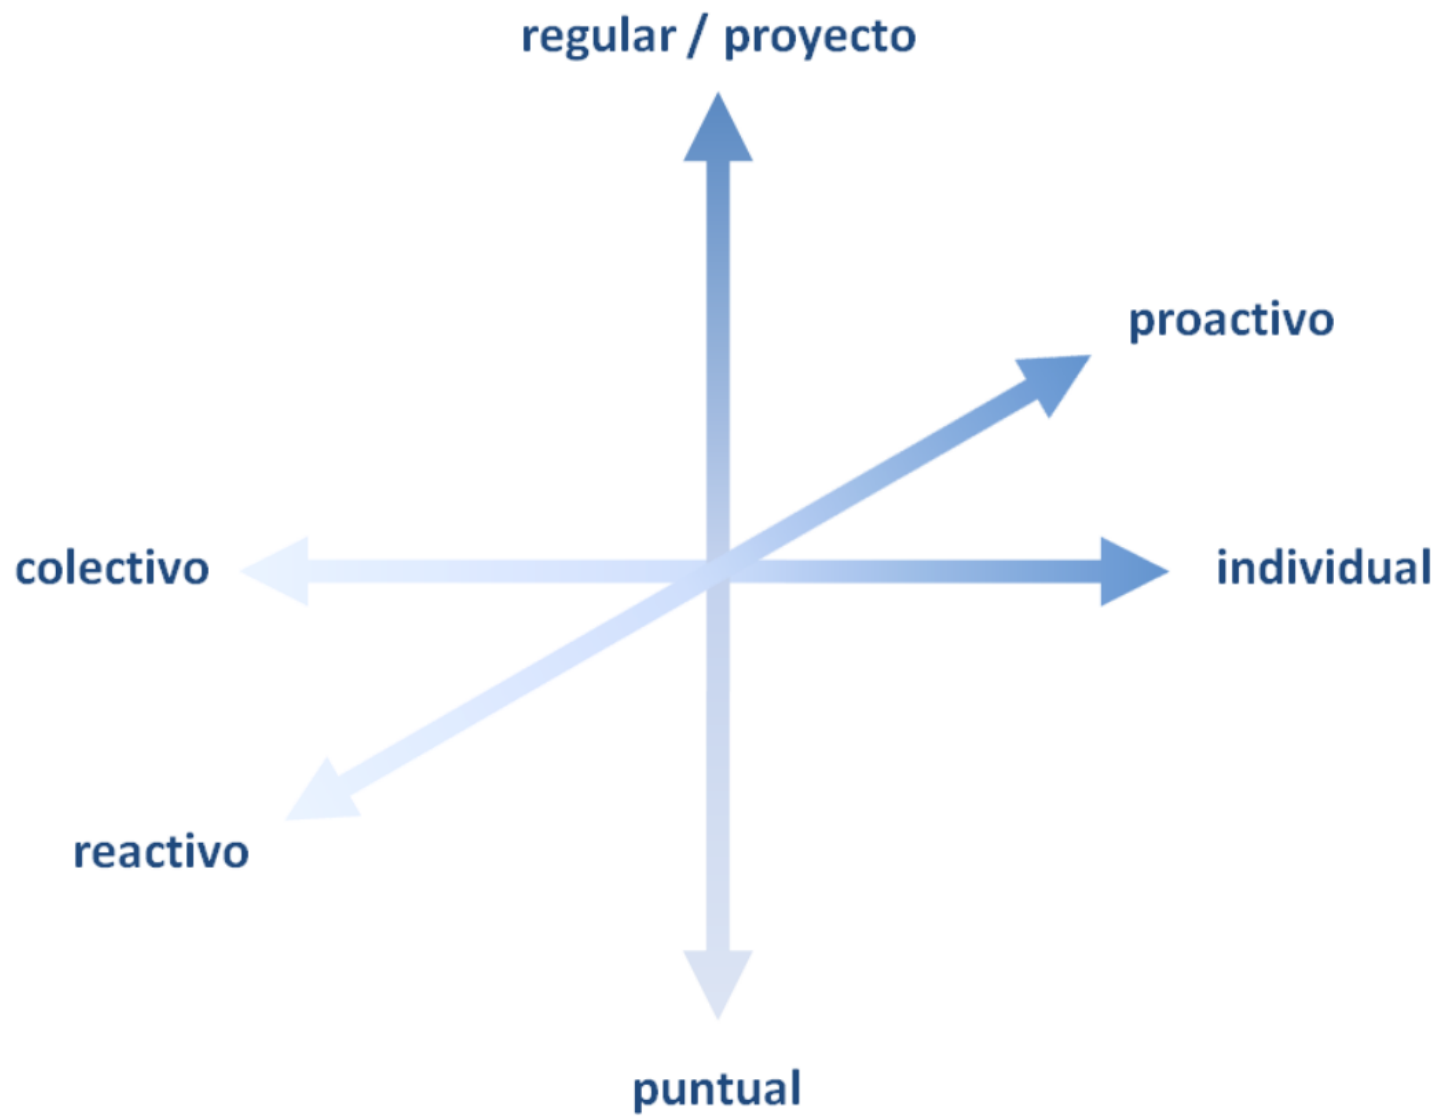 regular / proyecto
proactivo
colectivo
individual
reactivo
puntual